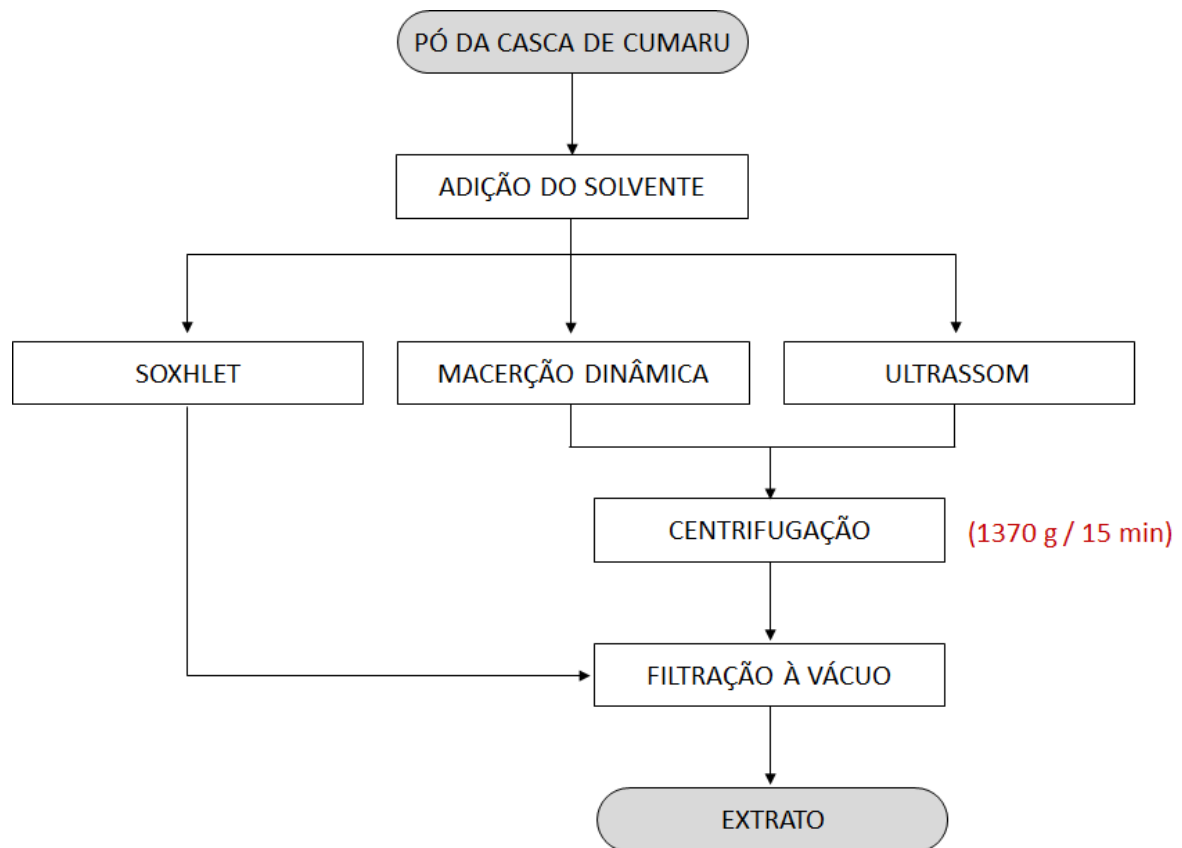 PÓ DA CASCA DE CUMARU
ADIÇÃO DO SOLVENTE
SOXHLET
MACERÇÃO DINÂMICA
ULTRASSOM
CENTRIFUGAÇÃO
(1370 g / 15 min)
FILTRAÇÃO À VÁCUO
EXTRATO